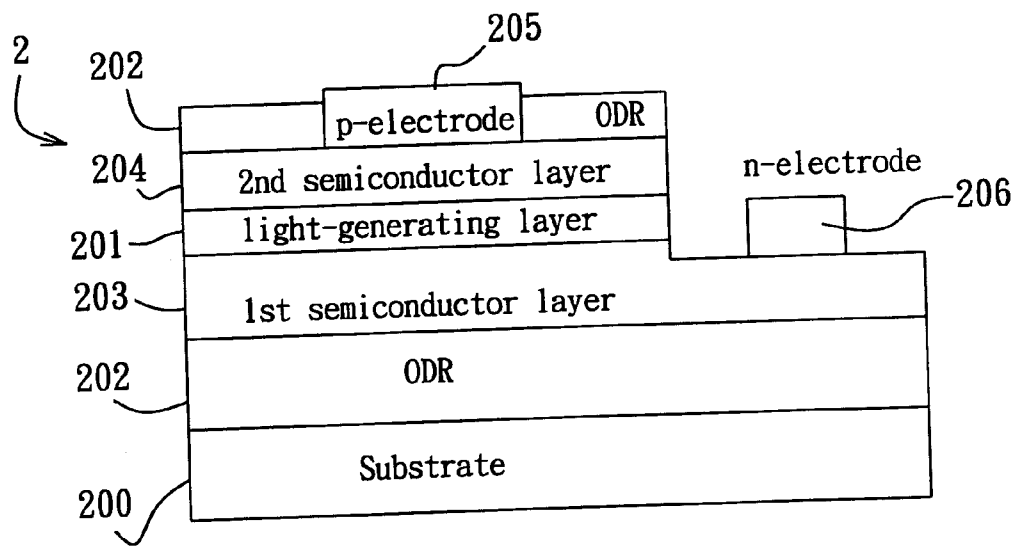 205
2
202
p-electrode
ODR
204
2nd semiconductor layer
n-electrode
206
201
light-generating layer
203
1st semiconductor layer
202
ODR
200
Substrate